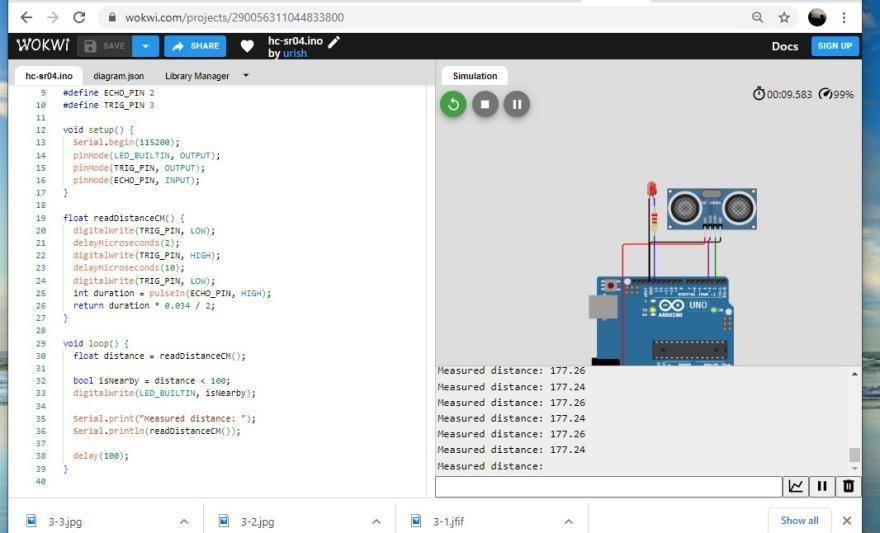 wokwi.com/projects/290056311044833800
WOKWI
SAVE
SHARE
hc-sr04.ino
by urish
Docs
SIGN UP
hc-sr04.ino
diagram.json
Library Manager
9 #define ECHO_PIN 2
10 #define TRIG_PIN 3
11
12 void setup() {
13 Serial.begin(115200);
14 pinMode(LED_BUILTIN, OUTPUT);
15 pinMode(TRIG_PIN, OUTPUT);
16 pinMode(ECHO_PIN, INPUT);
17 }
18
19 float readDistanceCM() {
20 digitalWrite(TRIG_PIN, LOW);
21 delayMicroseconds(2);
22 digitalWrite(TRIG_PIN, HIGH);
23 delayMicroseconds(10);
24 digitalWrite(TRIG_PIN, LOW);
25 int duration = pulseIn(ECHO_PIN, HIGH);
26 return duration * 0.034 / 2;
27 }
28
29 void loop() {
30 float distance = readDistanceCM();
31
32 bool isNearby = distance < 100;
33 digitalWrite(LED_BUILTIN, isNearby);
34
35 Serial.print("Measured distance: ");
36 Serial.println(readDistanceCM());
37
38 delay(100);
39 }
40
Simulation
00:09.583
99%
UNO
ARDUINO
Measured distance: 177.26
Measured distance: 177.24
Measured distance: 177.26
Measured distance: 177.24
Measured distance: 177.26
Measured distance: 177.24
Measured distance:
3-3.jpg
3-2.jpg
3-1.jfif
Show all